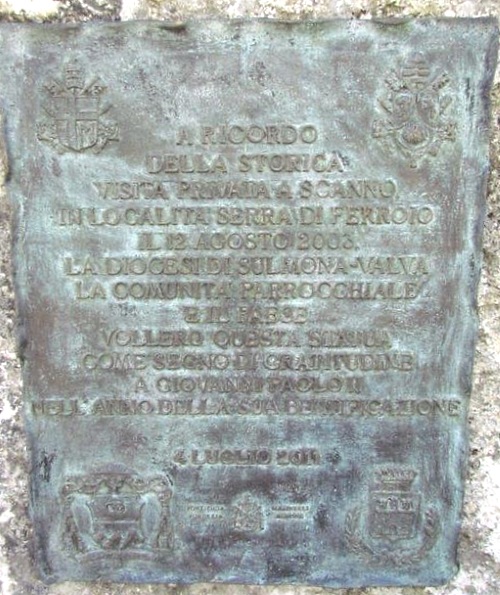 A RICORDO
DELLA STORICA
VISITA PRIVATA A SCANNO,
IN LOCALITÀ SERRA DI FERROIO
IL 12 AGOSTO 2003,
LA DIOCESI DI SULMONA-VALVA
LA COMUNITÀ PARROCCHIALE
E IL PAESE
VOLLERO QUESTA STATUA
COME SEGNO DI GRATITUDINE
A GIOVANNI PAOLO II
NELL'ANNO DELLA SUA BEATIFICAZIONE
4 LUGLIO 2011